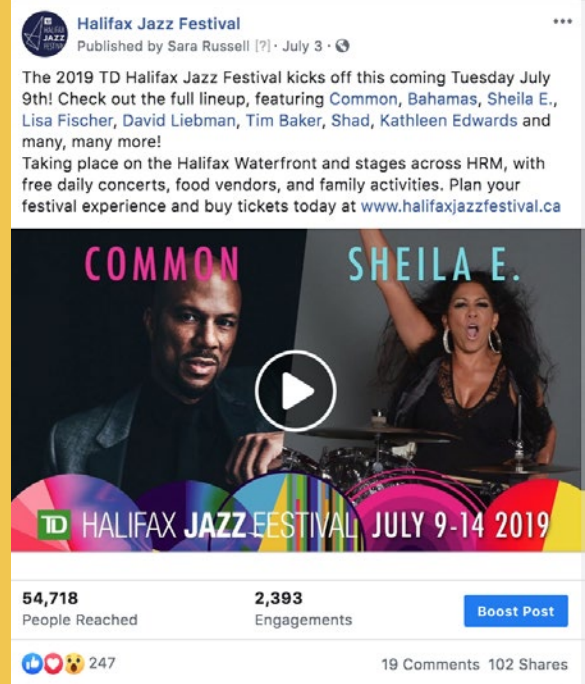 TD
HALIFAX
JAZZ
FESTIVAL
Halifax Jazz Festival
Published by Sara Russell [?] · July 3 ·
The 2019 TD Halifax Jazz Festival kicks off this coming Tuesday July
9th! Check out the full lineup, featuring Common, Bahamas, Sheila E.,
Lisa Fischer, David Liebman, Tim Baker, Shad, Kathleen Edwards and
many, many more!
Taking place on the Halifax Waterfront and stages across HRM, with
free daily concerts, food vendors, and family activities. Plan your
festival experience and buy tickets today at www.halifaxjazzfestival.ca
COMMON SHEILA E.
TD HALIFAX JAZZ FESTIVAL JULY 9-14 2019
54,718 2,393
People Reached Engagements
Boost Post
247 19 Comments 102 Shares